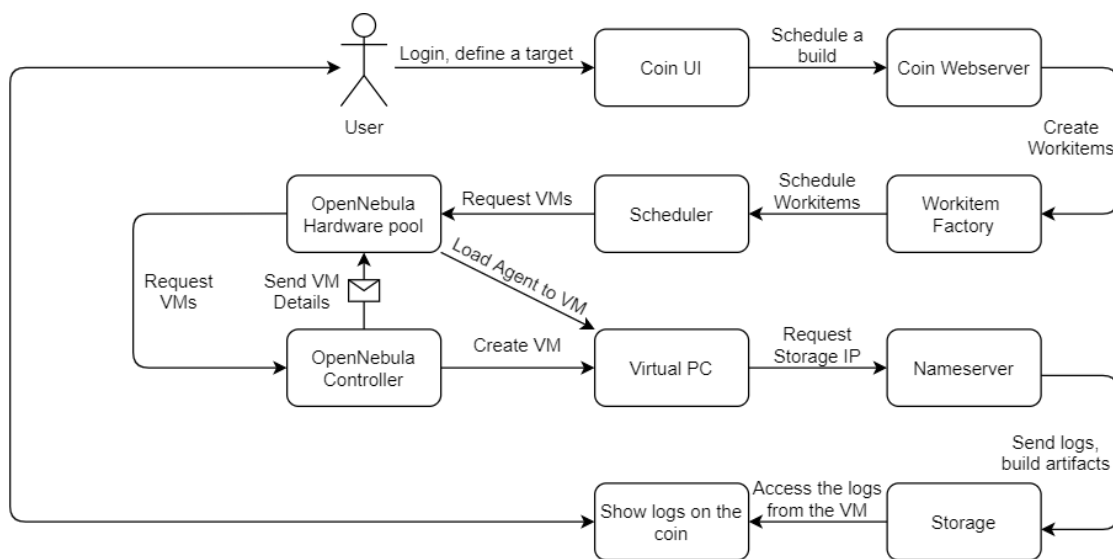 Login, define a target
Coin UI
Schedule a
build
Coin Webserver
User
Create
Workitems
OpenNebula
Hardware pool
Request VMs
Scheduler
Schedule
Workitems
Workitem
Factory
Load Agent to VM
Request
VMs
Send VM
Details
OpenNebula
Controller
Create VM
Virtual PC
Request
Storage IP
Nameserver
Send logs,
build artifacts
Show logs on the
coin
Access the logs
from the VM
Storage